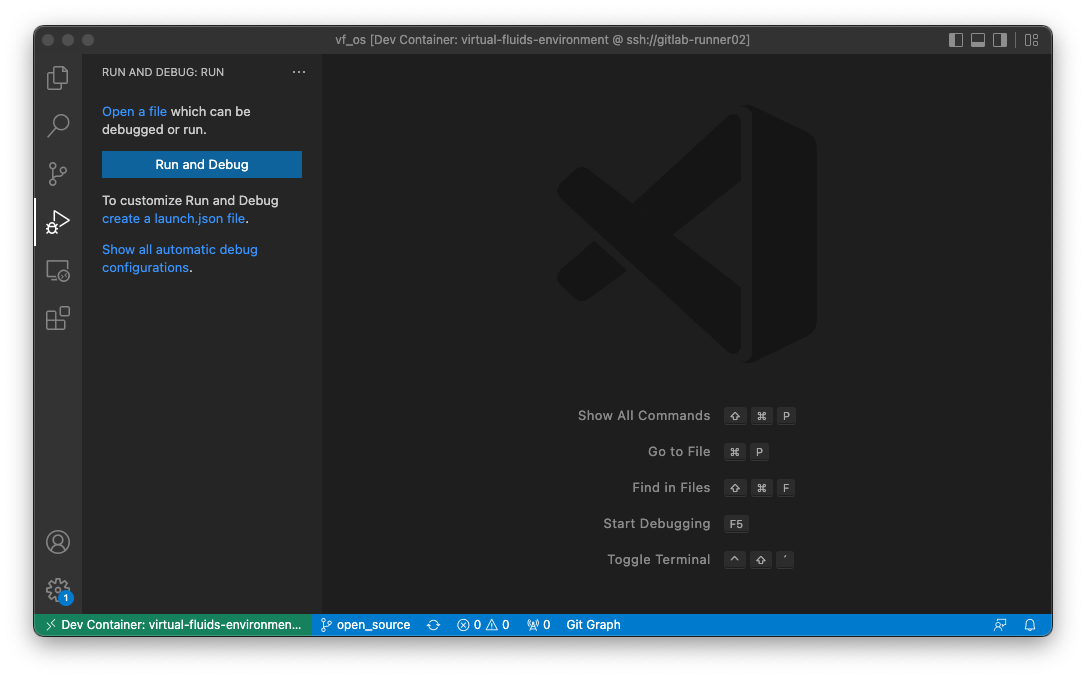 vf_os [Dev Container: virtual-fluids-environment @ ssh://gitlab-runner02]
RUN AND DEBUG: RUN ···
Open a file which can be
debugged or run.
Run and Debug
To customize Run and Debug
create a launch.json file.
Show all automatic debug
configurations.
Show All Commands ⇧ ⌘ P
Go to File ⌘ P
Find in Files ⇧ ⌘ F
Start Debugging F5
Toggle Terminal ^ ⇧ ´
1
Dev Container: virtual-fluids-environmen... open_source 0 0 0 Git Graph